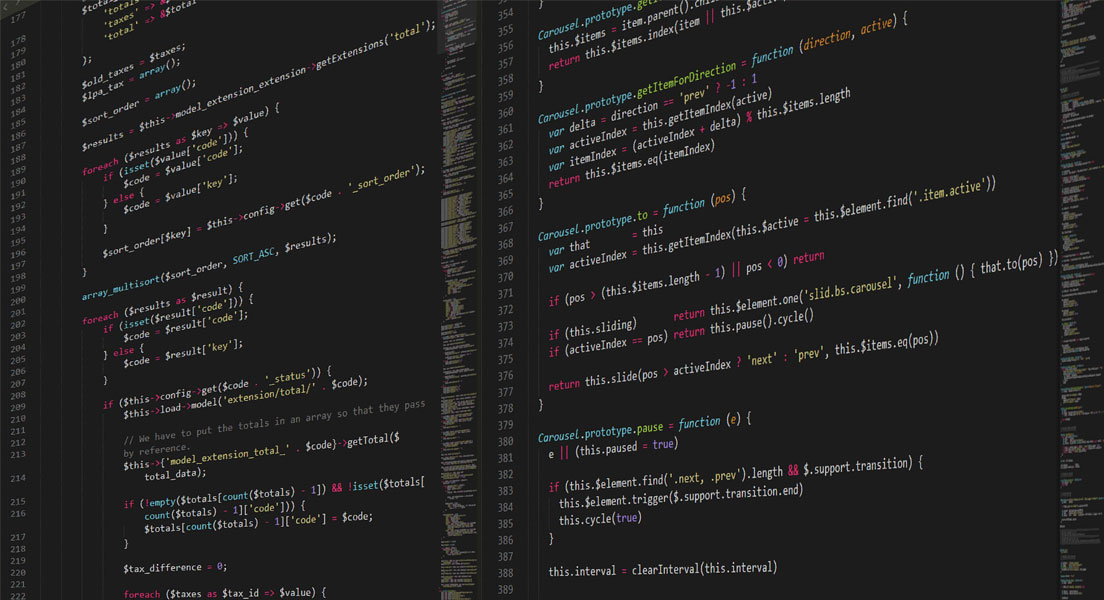 177
'totals
'taxes' => &
178
'total' => &$total
179
180
);
181
$old_taxes = $taxes;
182
$lpa_tax = array();
183
184
$sort_order = array();
185
186
$results = $this->model_extension_extension->getExtensions('total');
187
188
foreach ($results as $key => $value) {
189
if (isset($value['code'])) {
190
$code = $value['code'];
191
} else {
192
$code = $value['key'];
193
}
194
195
$sort_order[$key] = $this->config->get($code . '_sort_order');
196
}
197
198
array_multisort($sort_order, SORT_ASC, $results);
199
200
foreach ($results as $result) {
201
if (isset($result['code'])) {
202
$code = $result['code'];
203
} else {
204
$code = $result['key'];
205
}
206
207
if ($this->config->get($code . '_status')) {
208
$this->load->model('extension/total/' . $code);
209
210
211
// We have to put the totals in an array so that they pass
by reference.
212
213
$this->{'model_extension_total_' . $code}->getTotal($
total_data);
214
215
if (!empty($totals[count($totals) - 1]) && !isset($totals[
count($totals) - 1]['code'])) {
216
$totals[count($totals) - 1]['code'] = $code;
217
}
218
219
$tax_difference = 0;
220
221
foreach ($taxes as $tax_id => $value) {
222
354
}
355
Carousel.prototype.
356
this.$items = item.parent().
357
return this.$items.index(item || this.$
358
}
359
360
Carousel.prototype.getItemForDirection = function (direction, active) {
361
var delta = direction == 'prev' ? -1 : 1
362
var activeIndex = this.getItemIndex(active)
363
var itemIndex = (activeIndex + delta) % this.$items.length
364
return this.$items.eq(itemIndex)
365
}
366
367
Carousel.prototype.to = function (pos) {
368
var that = this
369
var activeIndex = this.getItemIndex(this.$active = this.$element.find('.item.active'))
370
371
if (pos > (this.$items.length - 1) || pos < 0) return
372
373
if (this.sliding) return this.$element.one('slid.bs.carousel', function () { that.to(pos) })
374
if (activeIndex == pos) return this.pause().cycle()
375
376
return this.slide(pos > activeIndex ? 'next' : 'prev', this.$items.eq(pos))
377
}
378
379
Carousel.prototype.pause = function (e) {
380
e || (this.paused = true)
381
382
if (this.$element.find('.next, .prev').length && $.support.transition) {
383
this.$element.trigger($.support.transition.end)
384
this.cycle(true)
385
}
386
387
this.interval = clearInterval(this.interval)
388
389